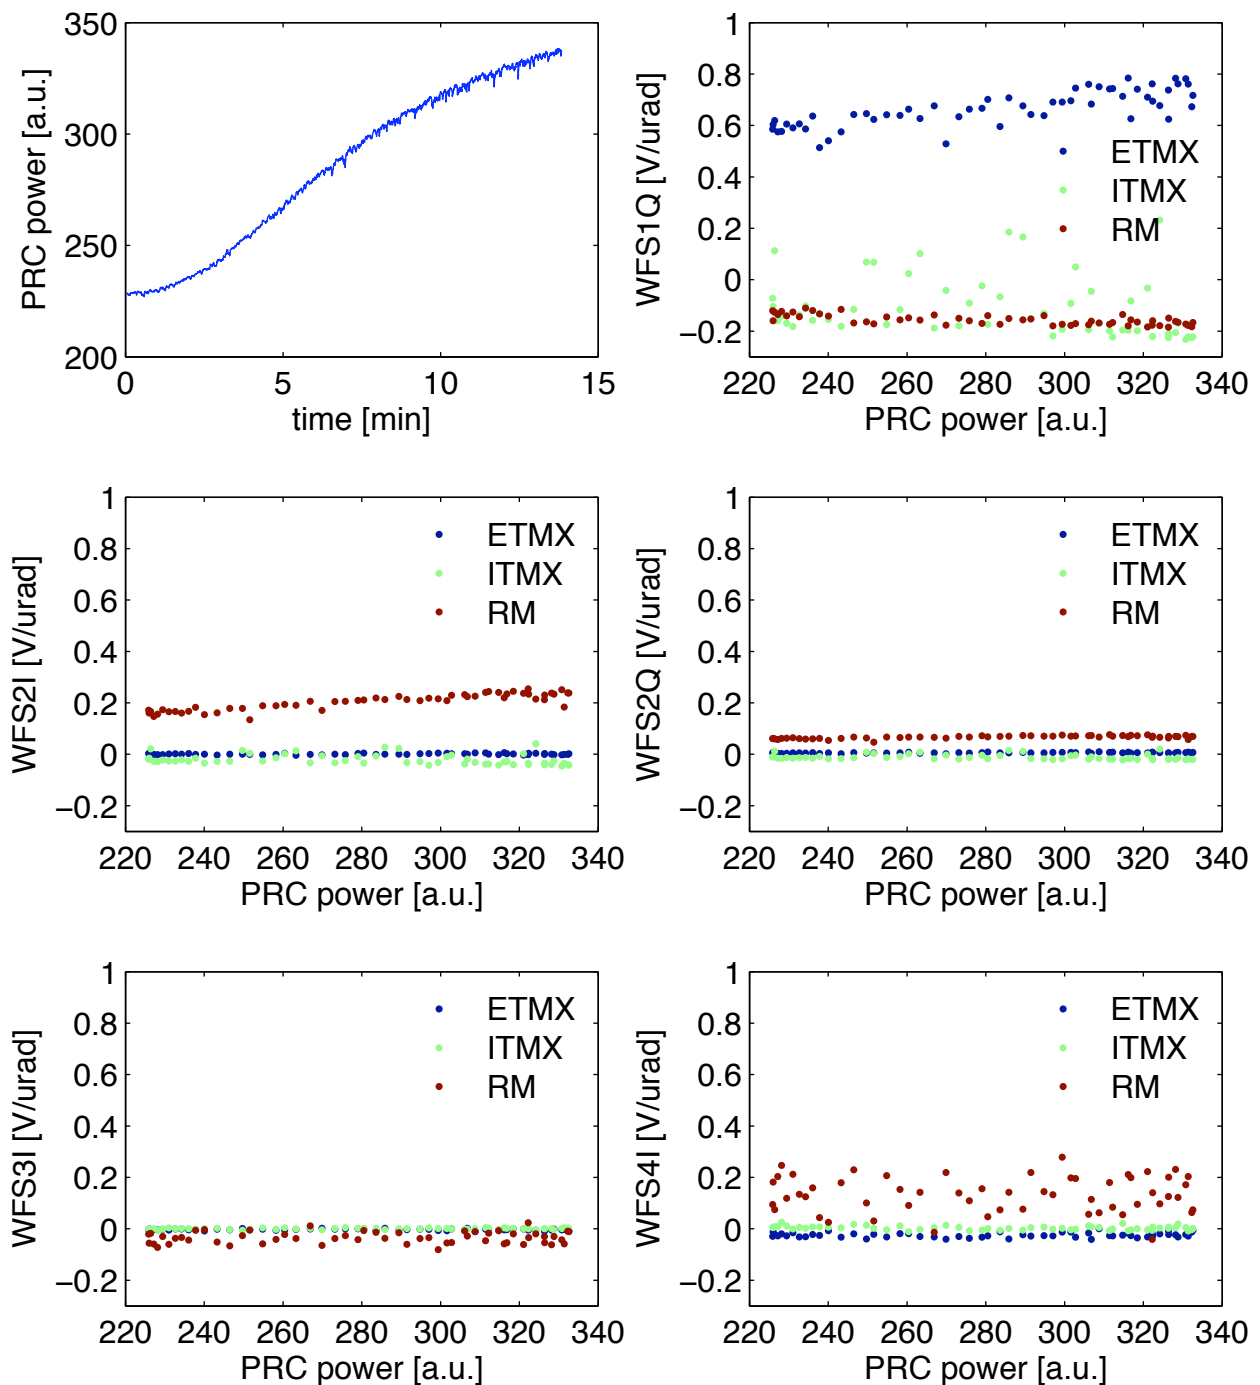 350
300
250
200
PRC power [a.u.]
0
5
10
15
time [min]
1
0.8
0.6
0.4
0.2
0
−0.2
WFS1Q [V/urad]
ETMX
ITMX
RM
220
240
260
280
300
320
340
PRC power [a.u.]
1
0.8
0.6
0.4
0.2
0
−0.2
WFS2I [V/urad]
ETMX
ITMX
RM
220
240
260
280
300
320
340
PRC power [a.u.]
1
0.8
0.6
0.4
0.2
0
−0.2
WFS2Q [V/urad]
ETMX
ITMX
RM
220
240
260
280
300
320
340
PRC power [a.u.]
1
0.8
0.6
0.4
0.2
0
−0.2
WFS3I [V/urad]
ETMX
ITMX
RM
220
240
260
280
300
320
340
PRC power [a.u.]
1
0.8
0.6
0.4
0.2
0
−0.2
WFS4I [V/urad]
ETMX
ITMX
RM
220
240
260
280
300
320
340
PRC power [a.u.]